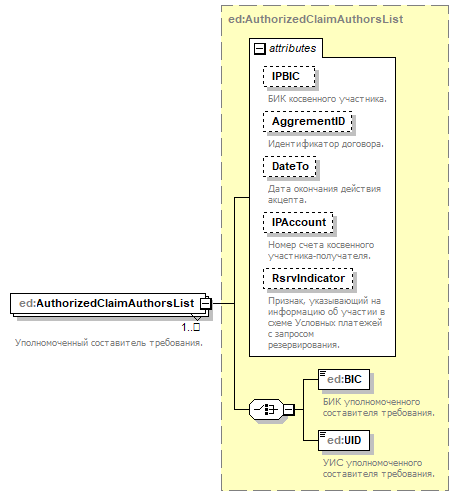 ed:AuthorizedClaimAuthorsList
attributes
IPBIC
БИК косвенного участника.
AggrementID
Идентификатор договора.
DateTo
Дата окончания действия
акцепта.
IPAccount
Номер счета косвенного
участника-получателя.
RsrvIndicator
Признак, указывающий на
информацию об участии в
схеме Условных платежей
с запросом
резервирования.
ed:AuthorizedClaimAuthorsList
1..
Уполномоченный составитель требования.
ed:BIC
БИК уполномоченного
составителя требования.
ed:UID
УИС уполномоченного
составителя требования.